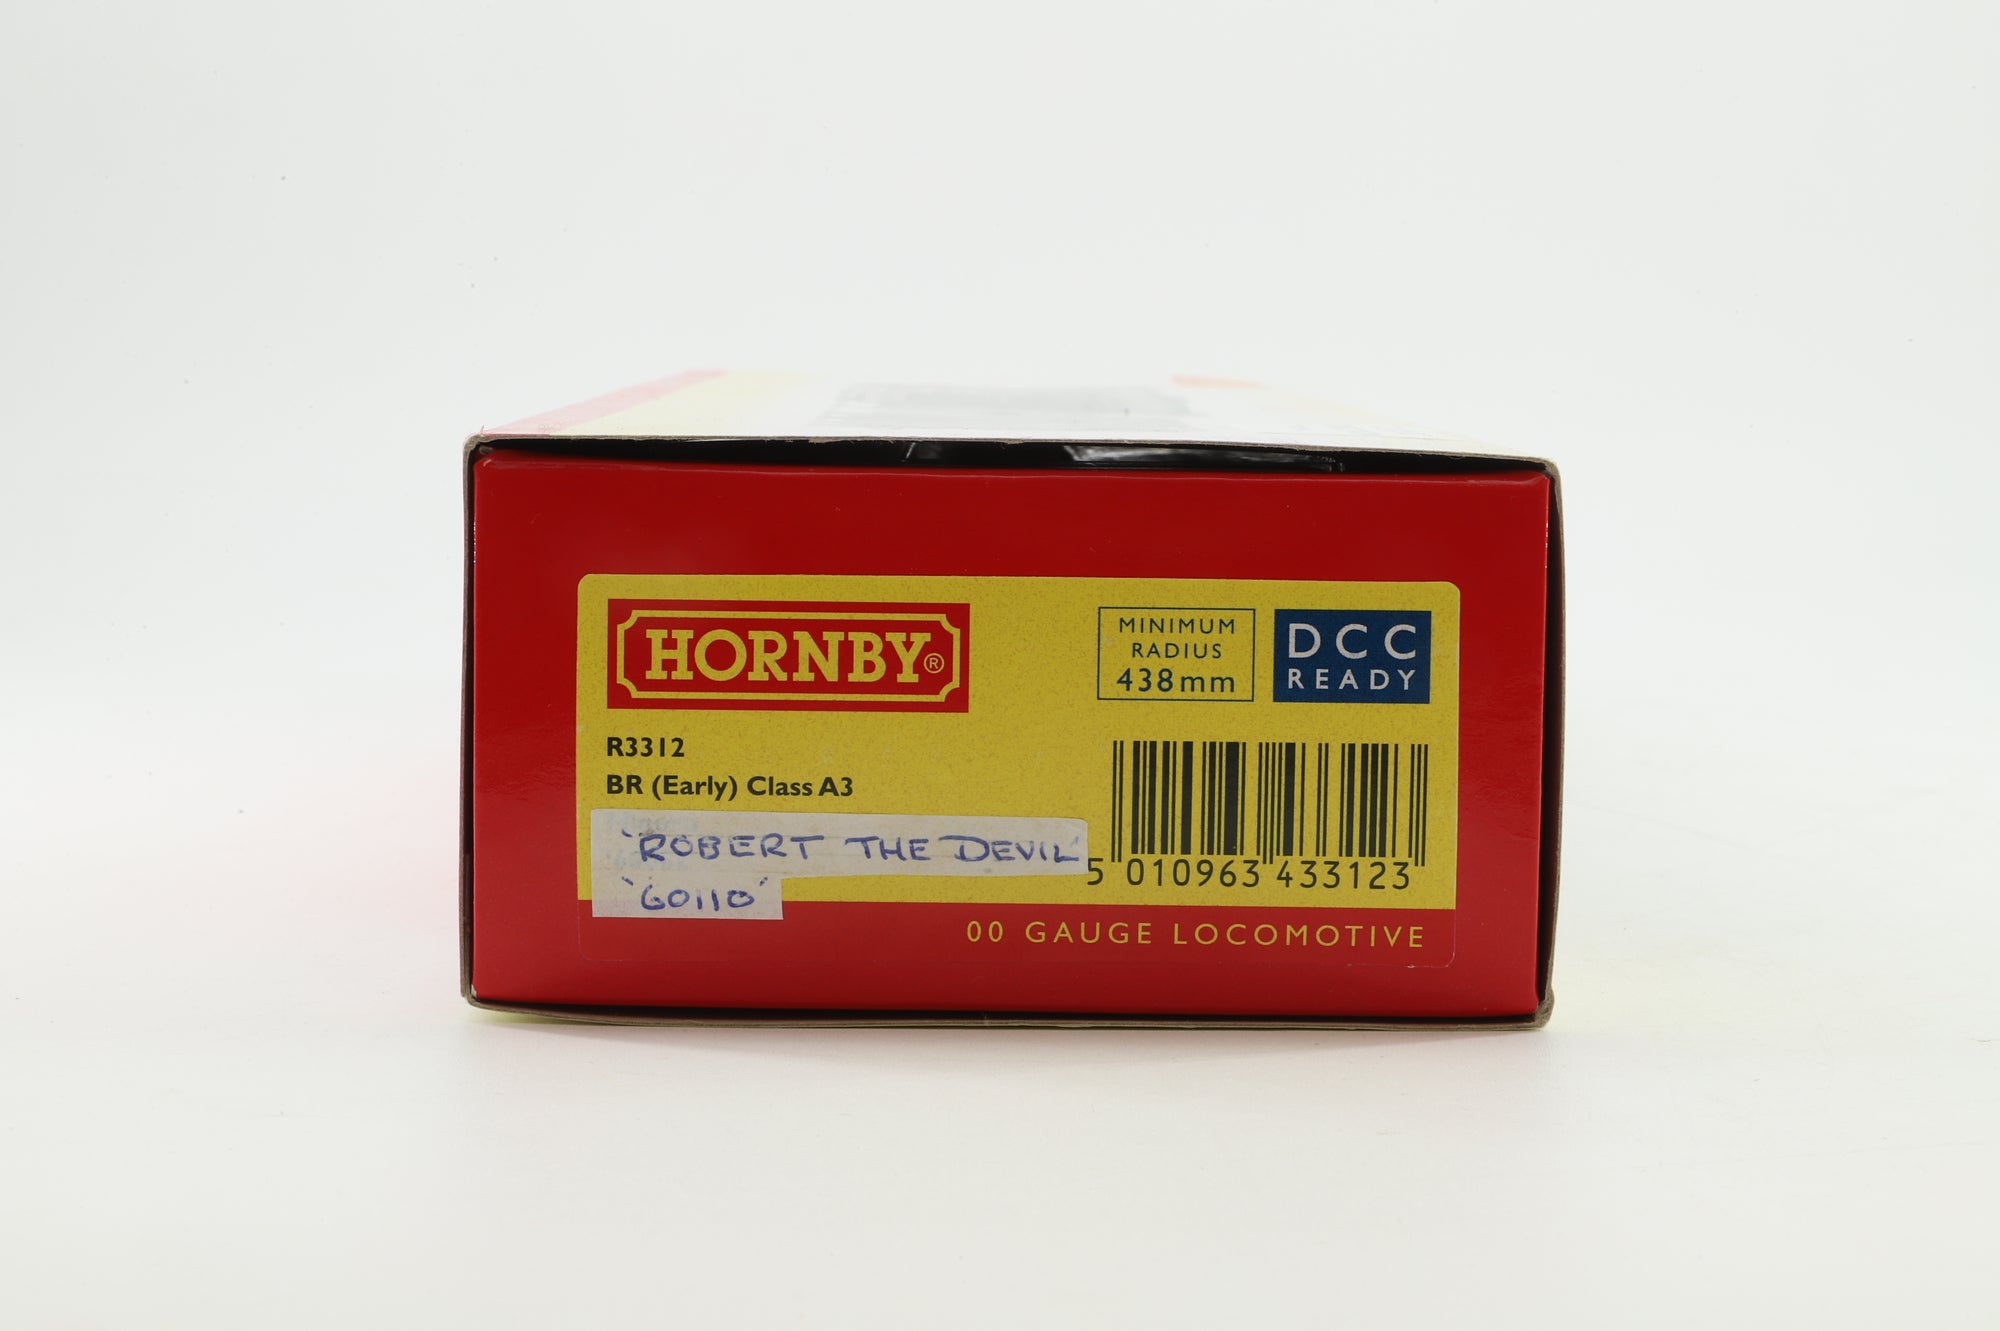 HORNBY®
MINIMUM
RADIUS
438mm
DCC
READY
R3312
BR (Early) Class A3
'ROBERT THE DEVIL'
'60110'
5 010963 433123
00 GAUGE LOCOMOTIVE